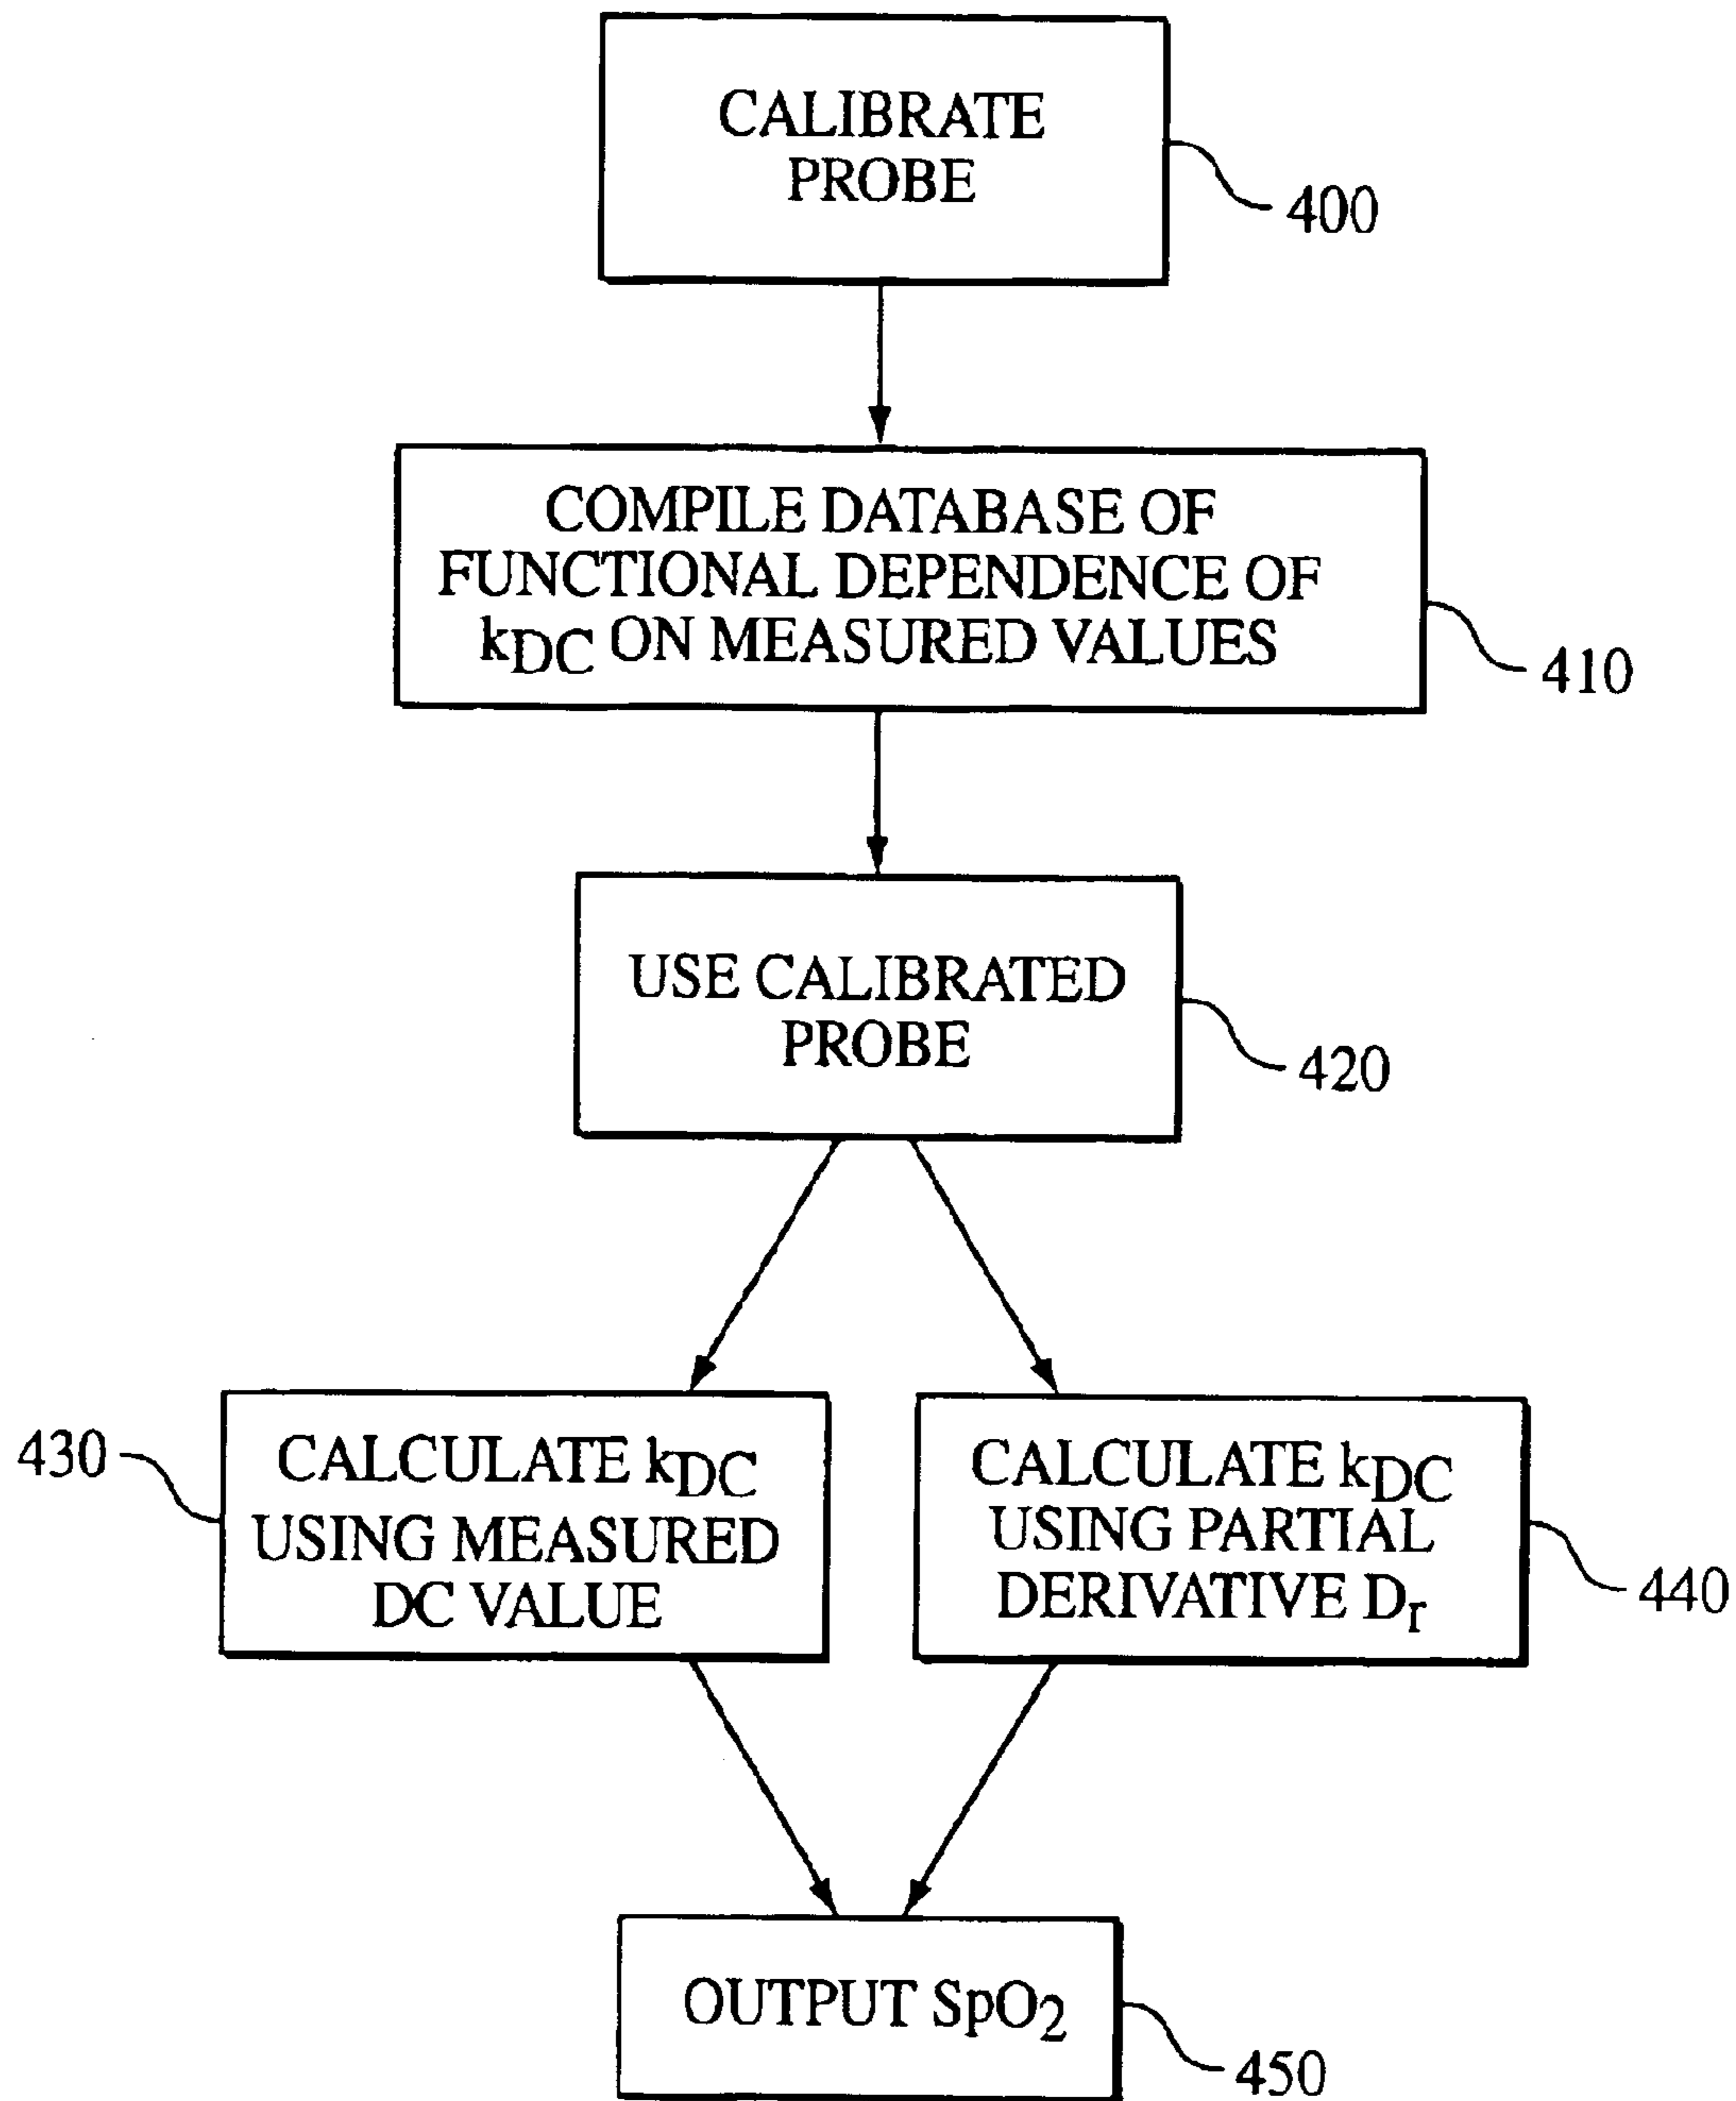 CALIBRATE
PROBE
400
COMPILE DATABASE OF
FUNCTIONAL DEPENDENCE OF
kDC ON MEASURED VALUES
410
USE CALIBRATED
PROBE
420
430
CALCULATE kDC
USING MEASURED
DC VALUE
CALCULATE kDC
USING PARTIAL
DERIVATIVE Dr
440
OUTPUT SpO2
450